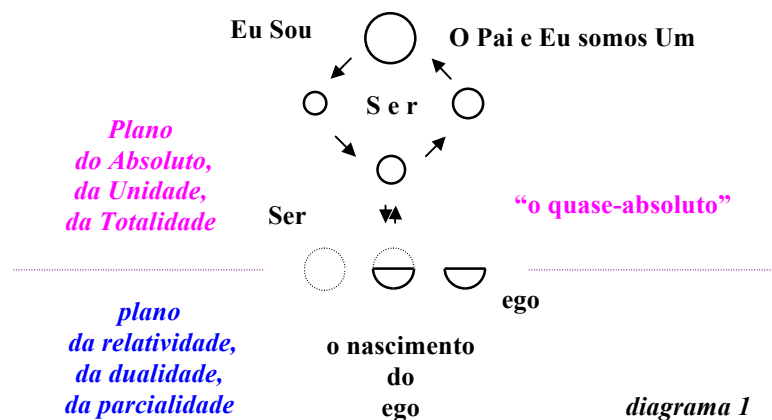 Eu Sou
O Pai e Eu somos Um
S e r
Plano
do Absoluto,
da Unidade,
da Totalidade
Ser
“o quase-absoluto”
ego
plano
da relatividade,
da dualidade,
da parcialidade
o nascimento
do
ego
diagrama 1